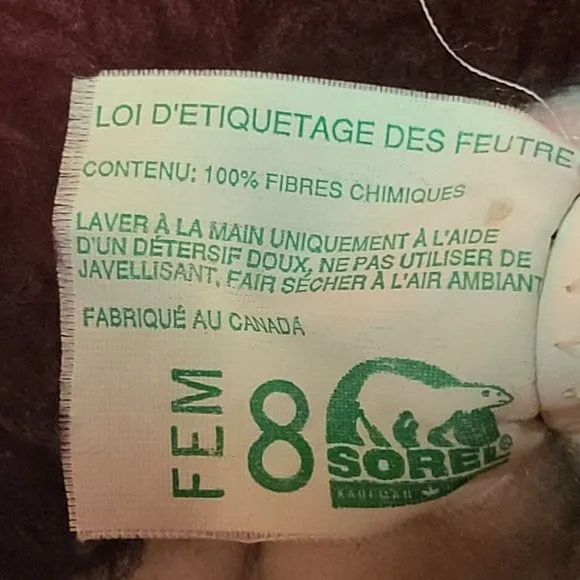 LOI D'ETIQUETAGE DES FEUTRE
CONTENU: 100% FIBRES CHIMIQUES
LAVER À LA MAIN UNIQUEMENT À L'AIDE
D'UN DÉTERSIF DOUX, NE PAS UTILISER DE
JAVELLISANT, FAIR SÉCHER À L'AIR AMBIANT
FABRIQUÉ AU CANADA
FEM 8
SOREL®
KAUFMAN